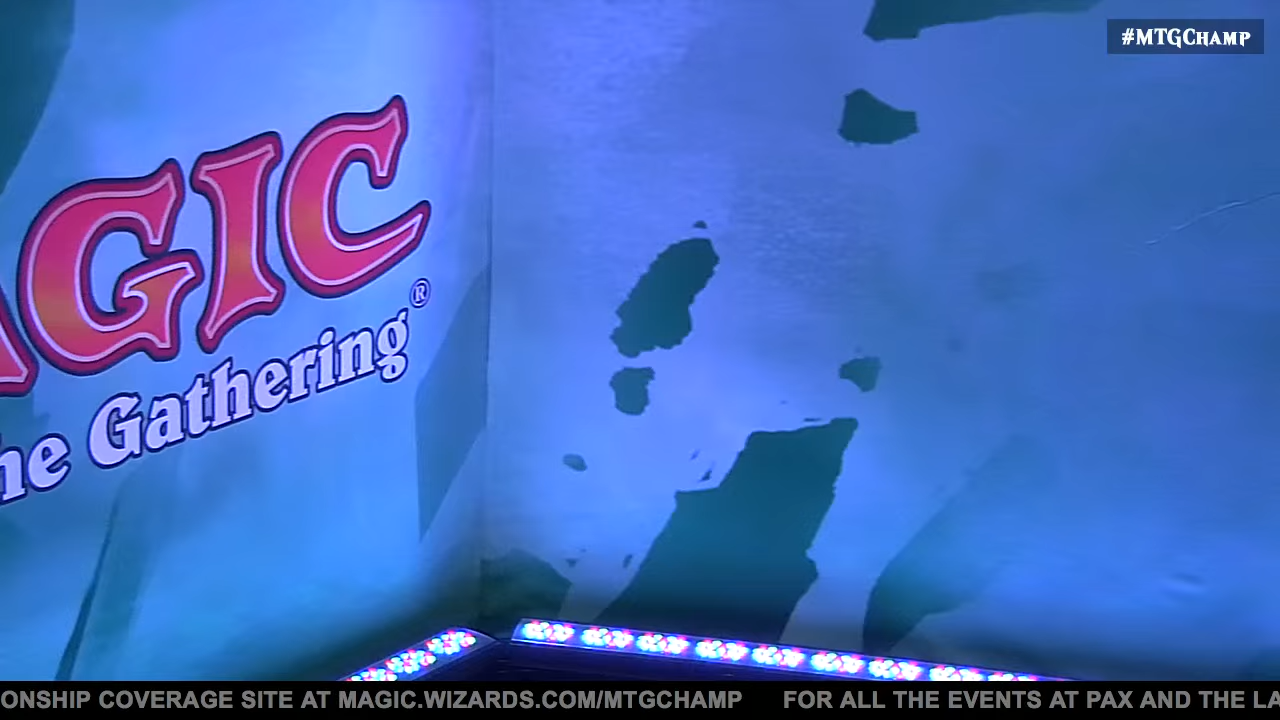 #MTGCHAMP
AGIC
he Gathering®
ONSHIP COVERAGE SITE AT MAGIC.WIZARDS.COM/MTGCHAMP FOR ALL THE EVENTS AT PAX AND THE LA